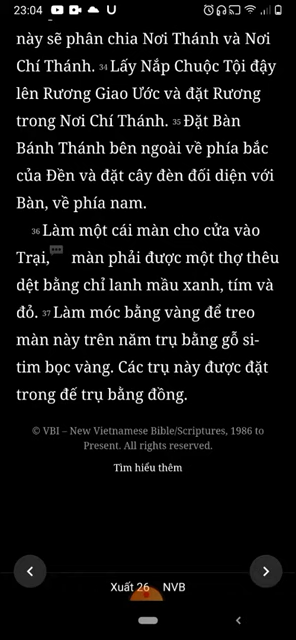 23:04
này sẽ phân chia Nơi Thánh và Nơi
Chí Thánh. 34 Lấy Nắp Chuộc Tội đậy
lên Rương Giao Ước và đặt Rương
trong Nơi Chí Thánh. 35 Đặt Bàn
Bánh Thánh bên ngoài về phía bắc
của Đền và đặt cây đèn đối diện với
Bàn, về phía nam.
36 Làm một cái màn cho cửa vào
Trại, màn phải được một thợ thêu
dệt bằng chỉ lanh mầu xanh, tím và
đỏ. 37 Làm móc bằng vàng để treo
màn này trên năm trụ bằng gỗ si-
tim bọc vàng. Các trụ này được đặt
trong đế trụ bằng đồng.
© VBI – New Vietnamese Bible/Scriptures, 1986 to
Present. All rights reserved.
Tìm hiểu thêm
Xuất 26 NVB